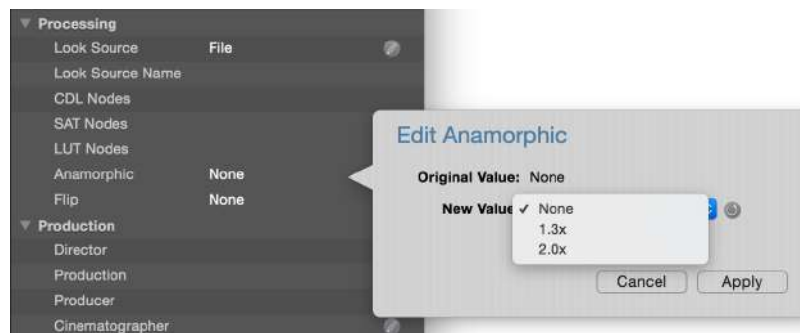 Processing
Look Source File
Look Source Name
CDL Nodes
SAT Nodes
LUT Nodes
Anamorphic None
Flip None
Production
Director
Production
Producer
Cinematographer
Edit Anamorphic
Original Value: None
New Value ✓ None
1.3x
2.0x
Cancel Apply